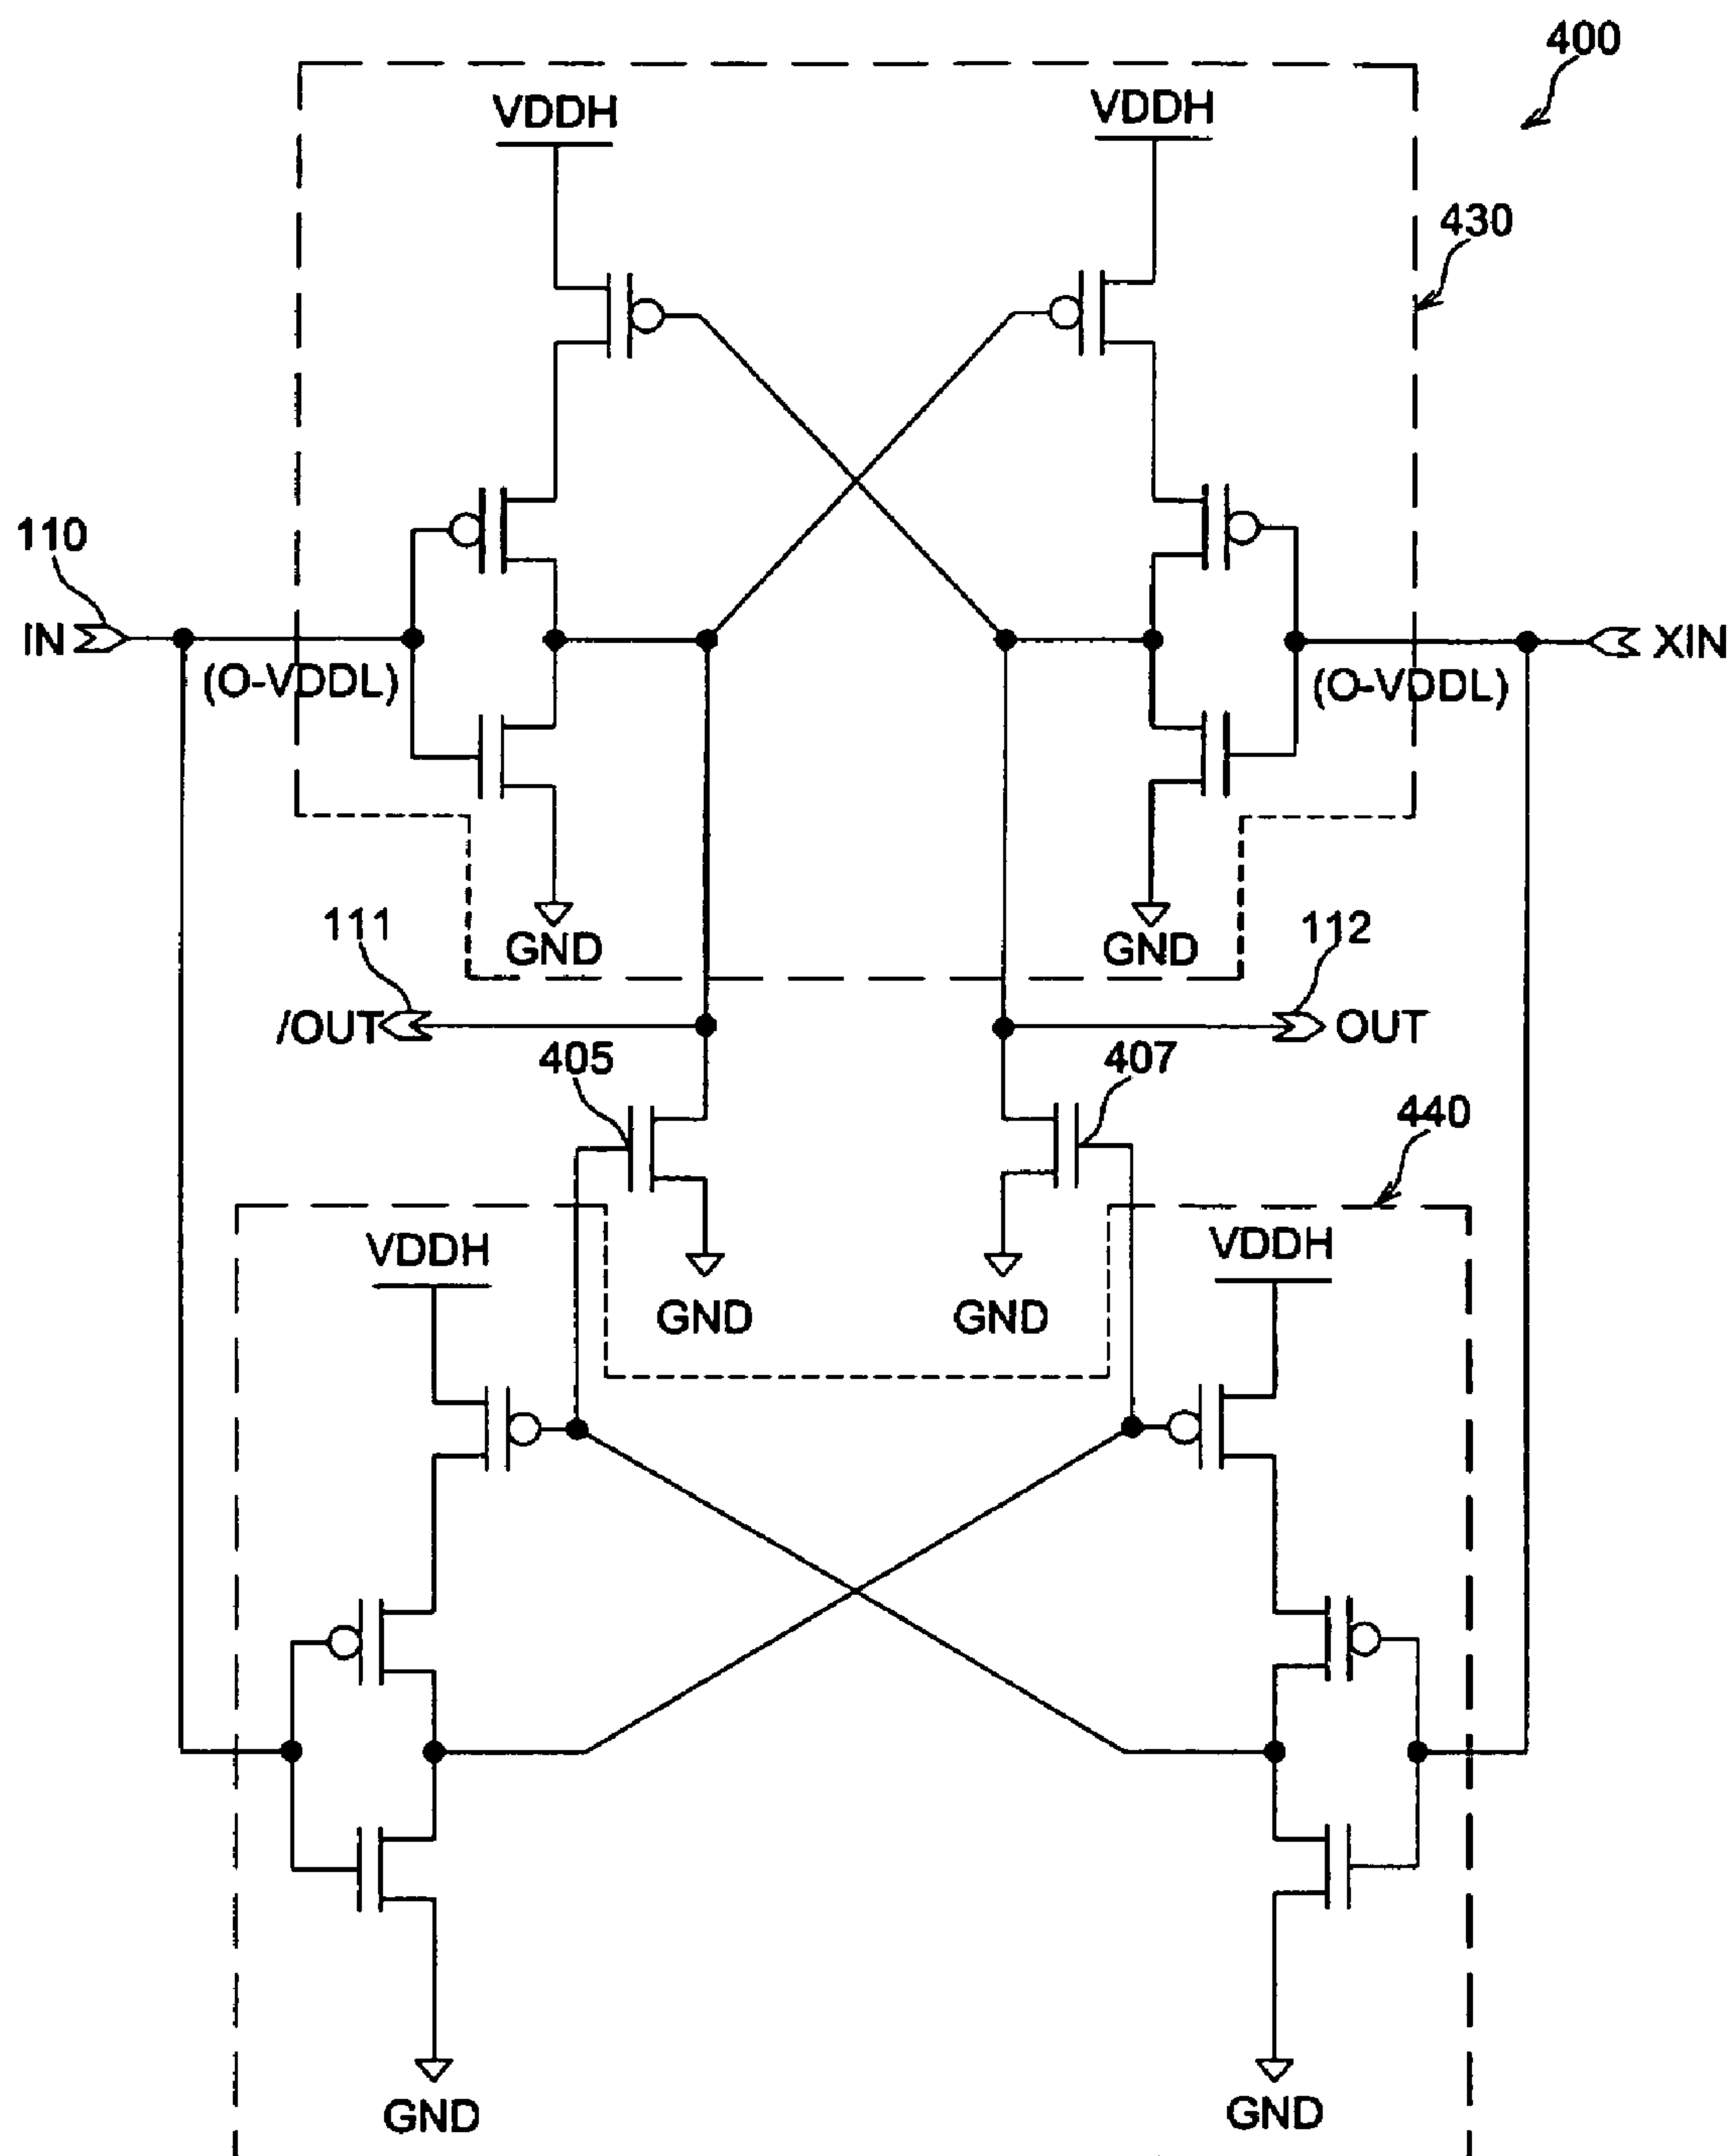 400
VDDH
VDDH
430
110
IN
XIN
(O-VDDL)
(O-VDDL)
GND
GND
111
112
/OUT
OUT
405
407
440
VDDH
VDDH
GND
GND
GND
GND